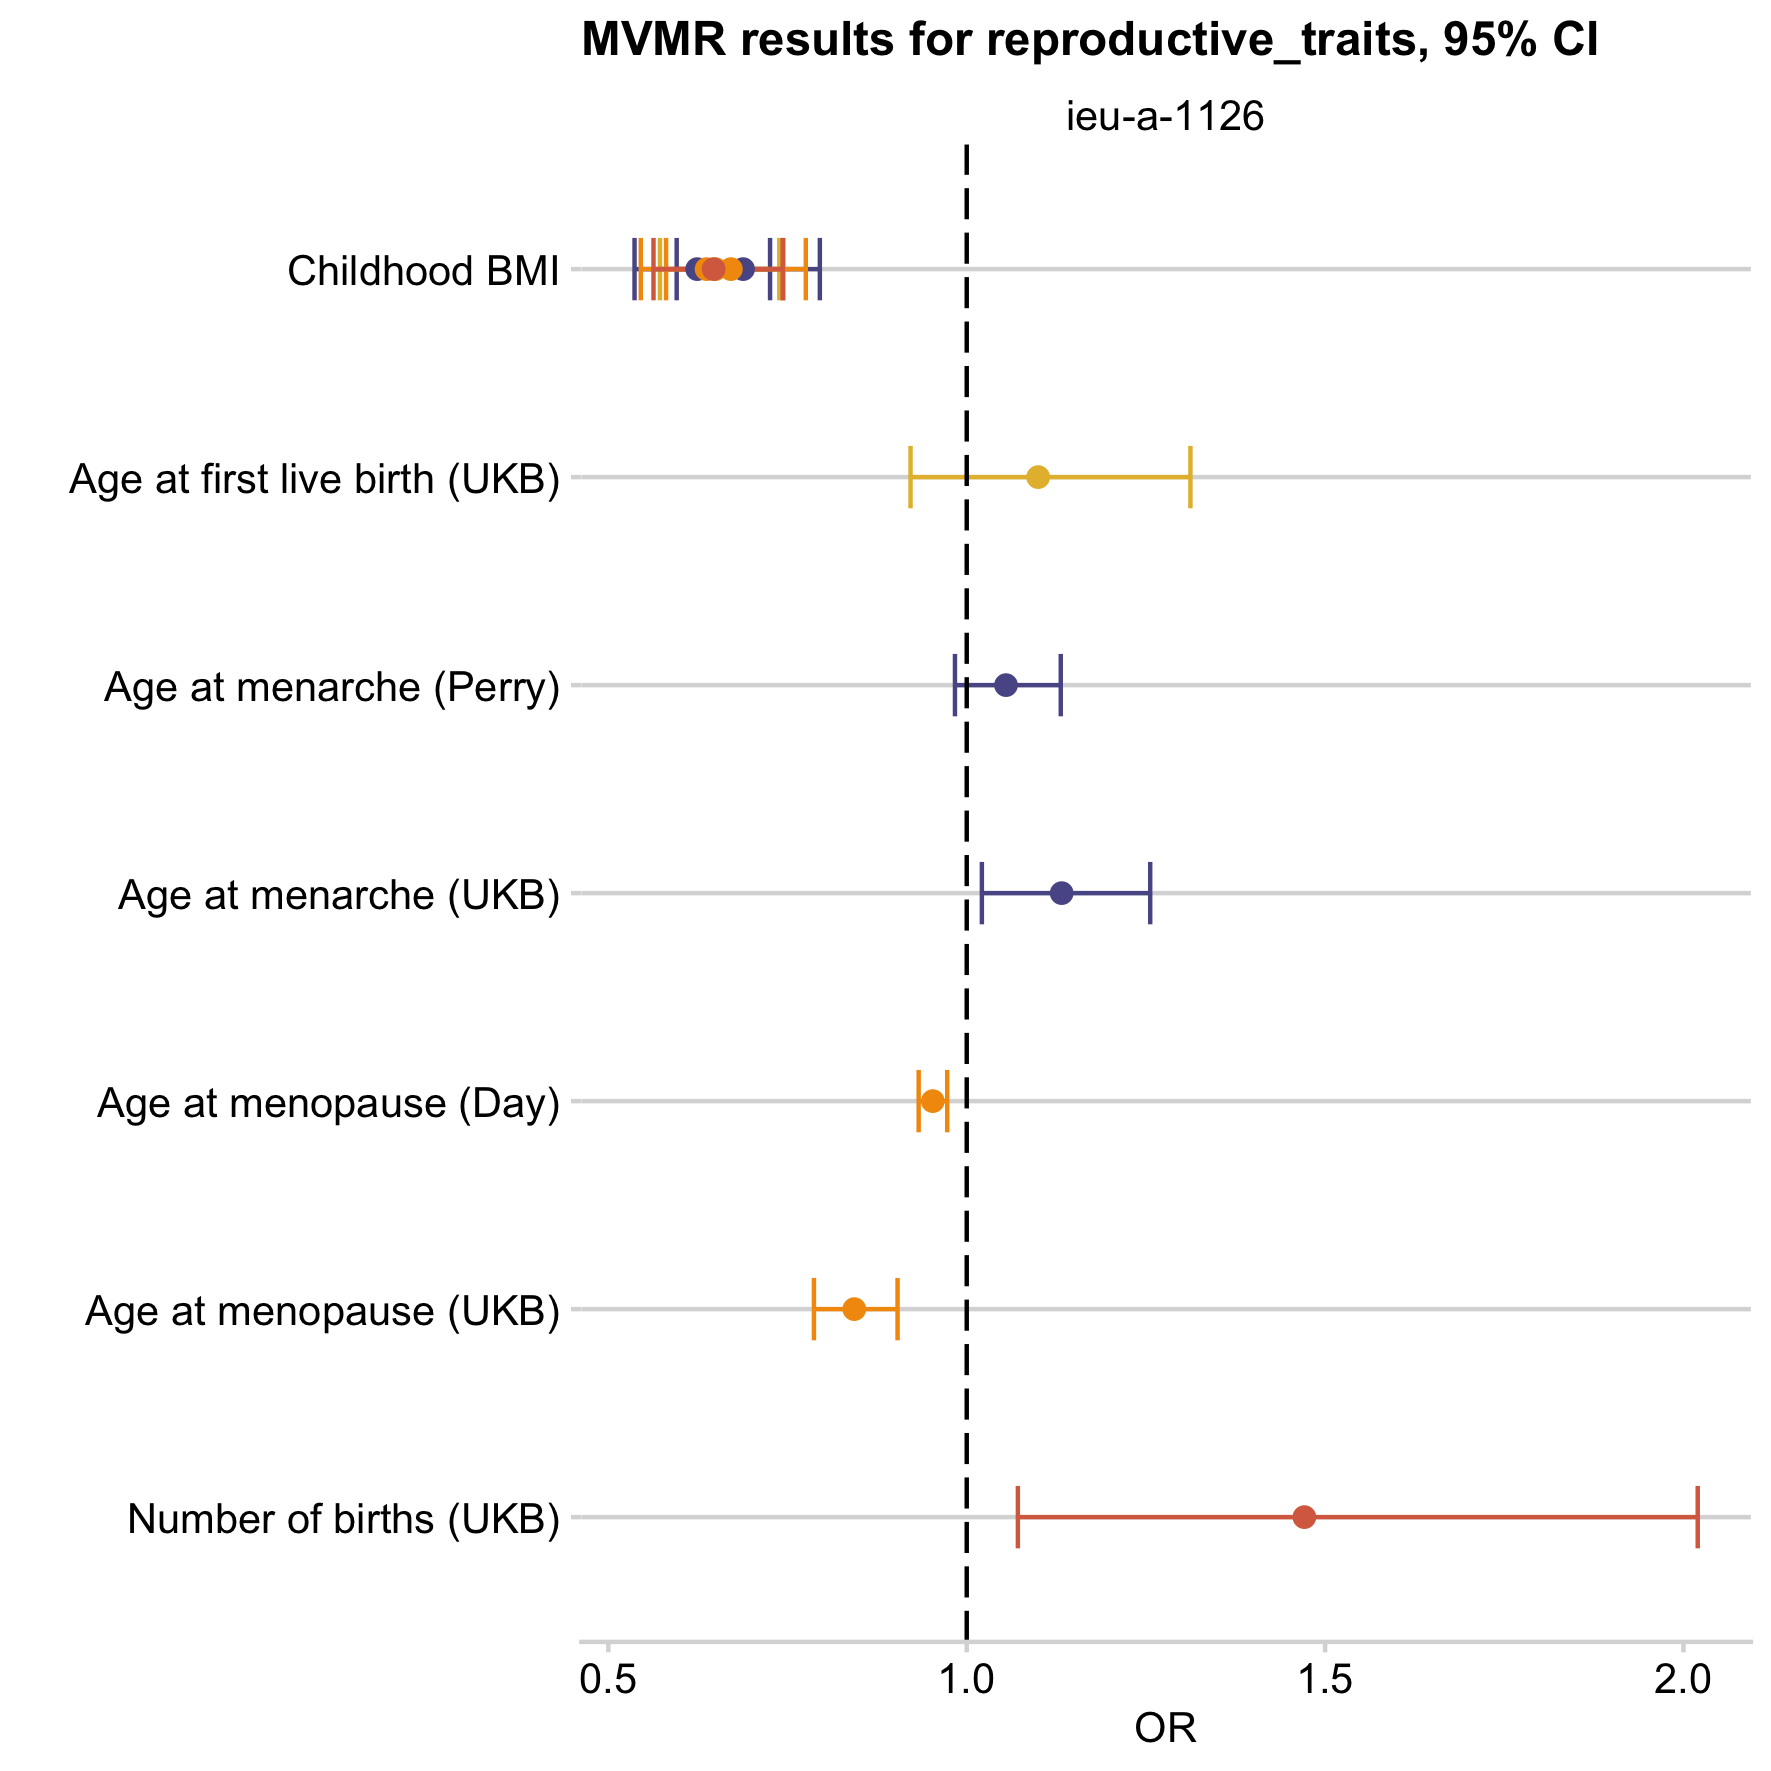 MVMR results for reproductive_traits, 95% CI
ieu-a-1126
Childhood BMI
Age at first live birth (UKB)
Age at menarche (Perry)
Age at menarche (UKB)
Age at menopause (Day)
Age at menopause (UKB)
Number of births (UKB)
0.5 1.0 1.5 2.0
OR